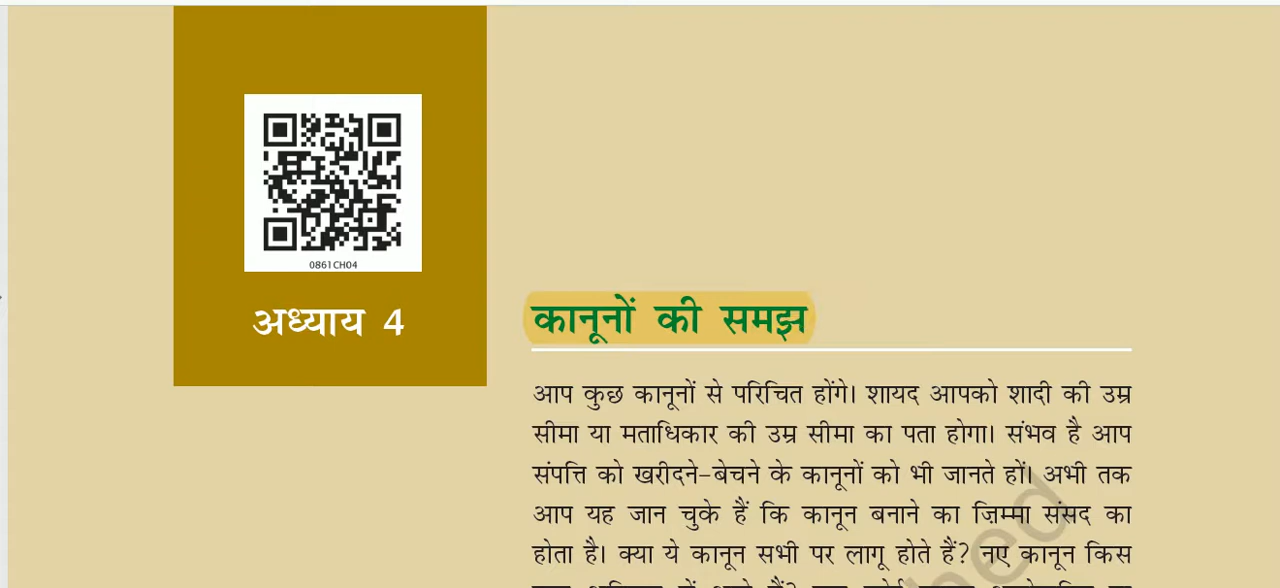 0861CH04
अध्याय 4
कानूनों की समझ
आप कुछ कानूनों से परिचित होंगे। शायद आपको शादी की उम्र
सीमा या मताधिकार की उम्र सीमा का पता होगा। संभव है आप
संपत्ति को खरीदने-बेचने के कानूनों को भी जानते हों। अभी तक
आप यह जान चुके हैं कि कानून बनाने का ज़िम्मा संसद का
होता है। क्या ये कानून सभी पर लागू होते हैं? नए कानून किस